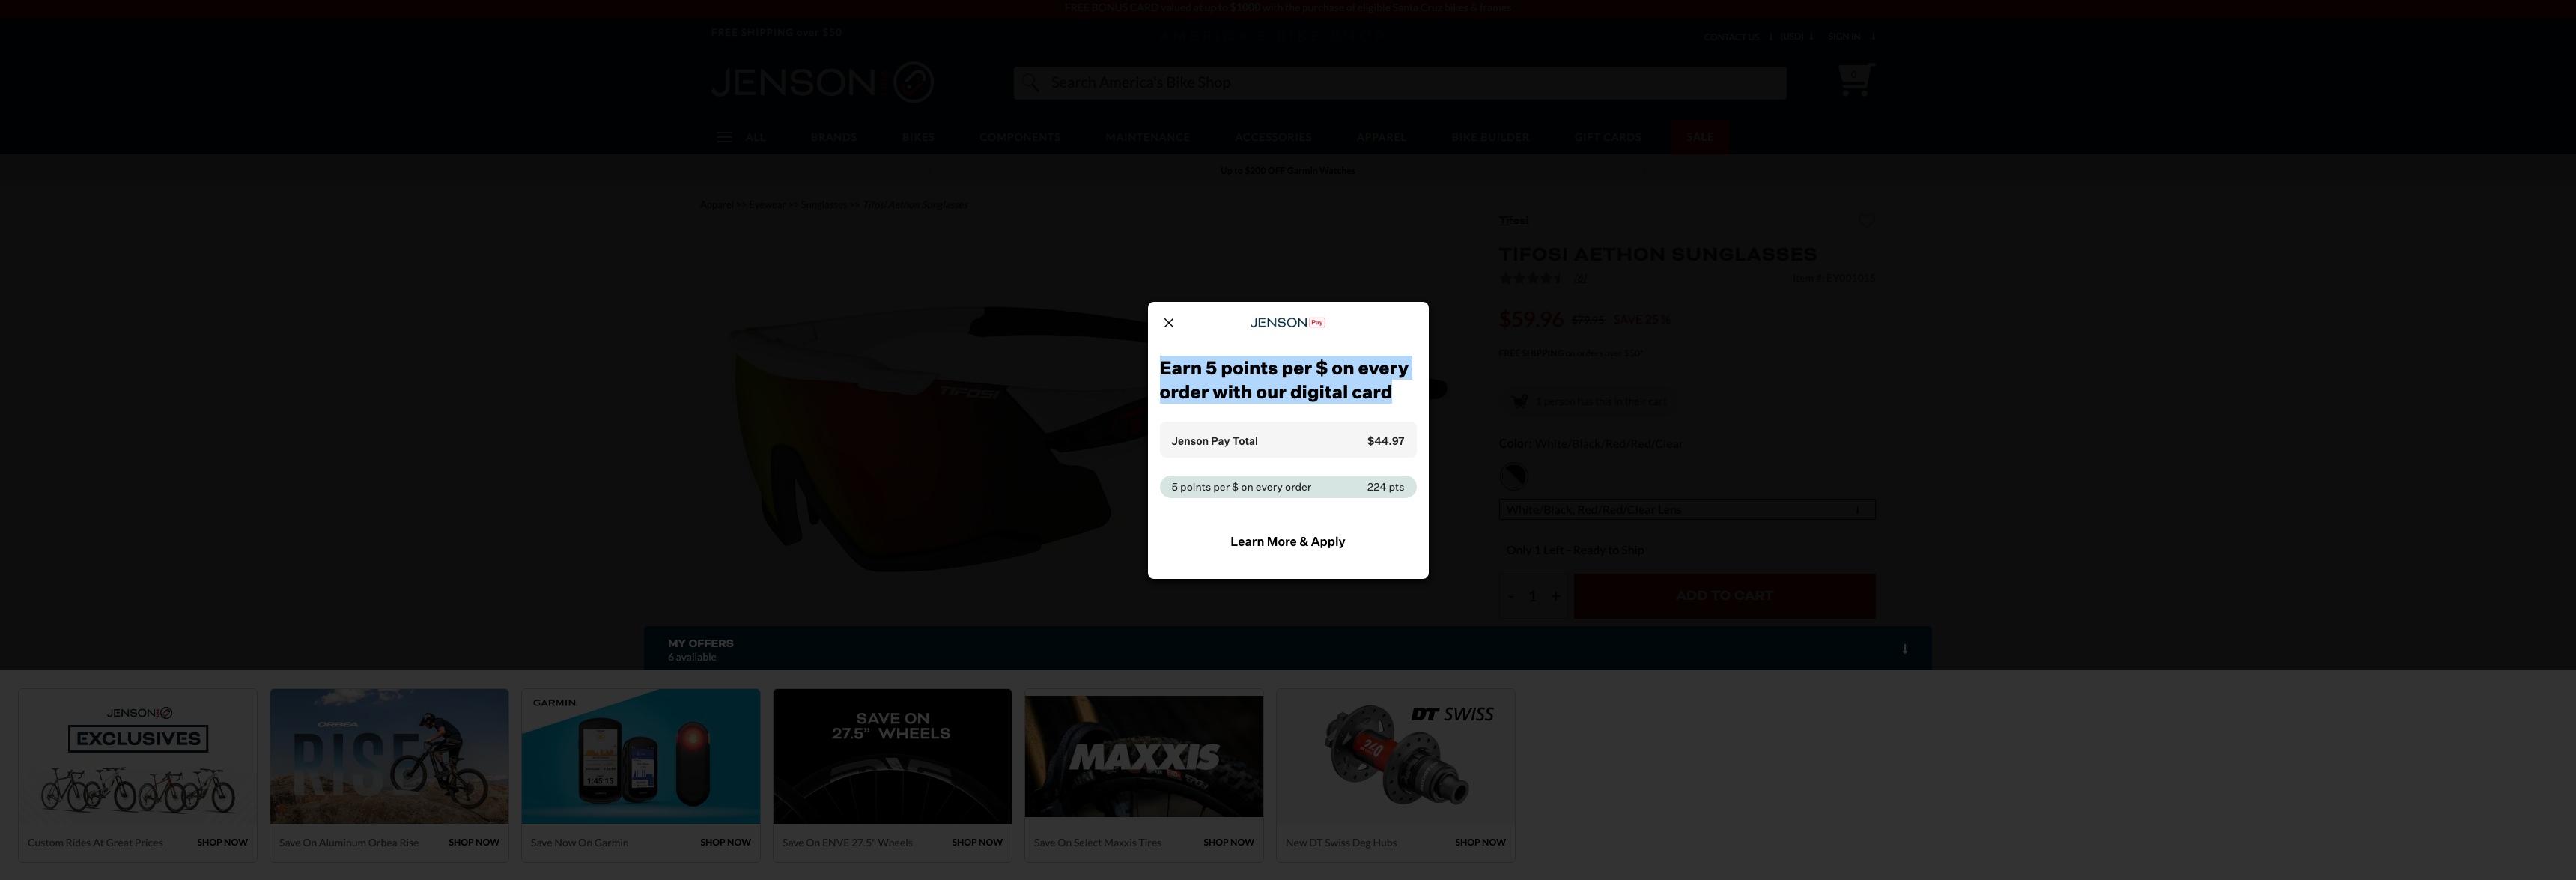 FREE BONUS CARD valued at up to $1000 with the purchase of eligible Santa Cruz bikes & frames
FREE SHIPPING over $50
CONTACT US
(USD)
SIGN IN
JENSON
Search America's Bike Shop
0
ALL
BRANDS
BIKES
COMPONENTS
MAINTENANCE
ACCESSORIES
APPAREL
BIKE BUILDER
GIFT CARDS
SALE
Up to $200 OFF Garmin Watches
Apparel >> Eyewear >> Sunglasses >> Tifosi Aethon Sunglasses
Tifosi
TIFOSI AETHON SUNGLASSES
(6)
$59.96 $79.95 SAVE 25 %
FREE SHIPPING on orders over $50*
1 person has this in their cart
Color: White/Black/Red/Red/Clear
White/Black, Red/Red/Clear Lens
Only 1 Left - Ready to Ship
- 1 +
ADD TO CART
TIFOSI
JENSON Pay
Earn 5 points per $ on every
order with our digital card
Jenson Pay Total $44.97
5 points per $ on every order 224 pts
Learn More & Apply
MY OFFERS
6 available
JENSON
EXCLUSIVES
Custom Rides At Great Prices SHOP NOW
ORBEA
RISE
Save On Aluminum Orbea Rise SHOP NOW
GARMIN.
1:45:15
Save Now On Garmin SHOP NOW
SAVE ON
27.5" WHEELS
Save On ENVE 27.5" Wheels SHOP NOW
MAXXIS
Save On Select Maxxis Tires SHOP NOW
DT SWISS
240
New DT Swiss Deg Hubs SHOP NOW